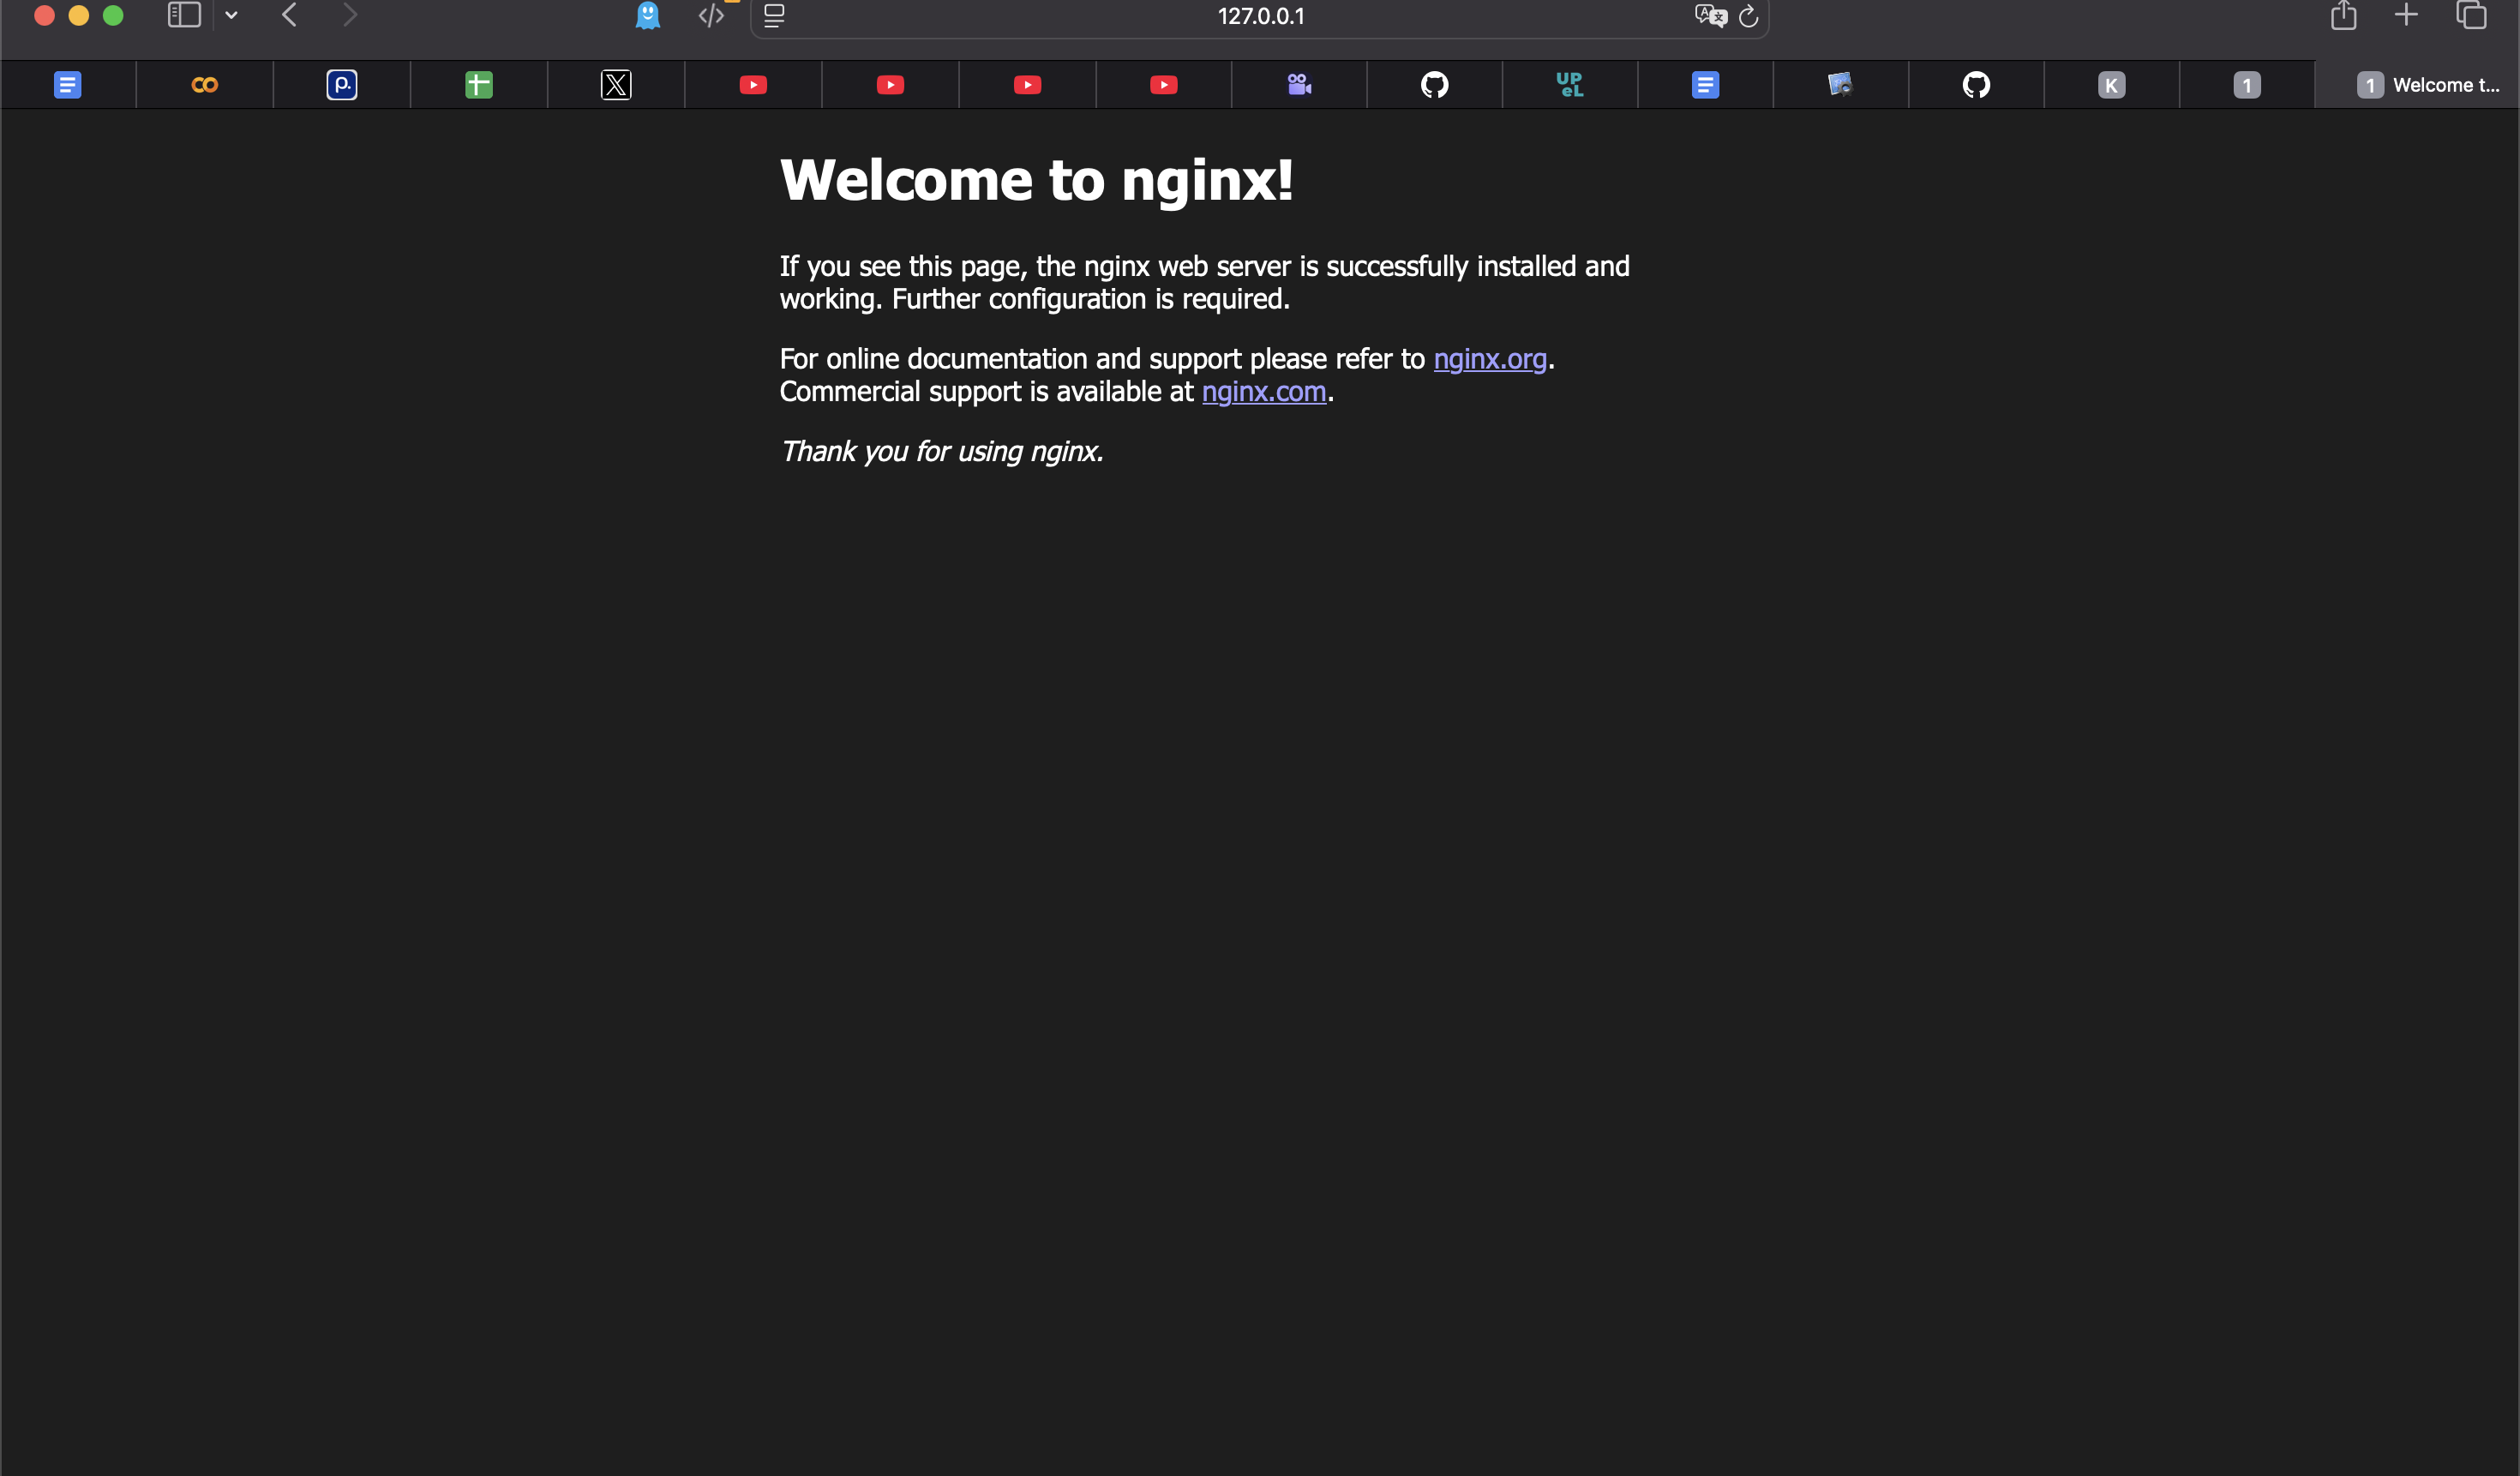 127.0.0.1
UP
eL
K
1
1 Welcome t...
Welcome to nginx!
If you see this page, the nginx web server is successfully installed and
working. Further configuration is required.
For online documentation and support please refer to nginx.org.
Commercial support is available at nginx.com.
Thank you for using nginx.